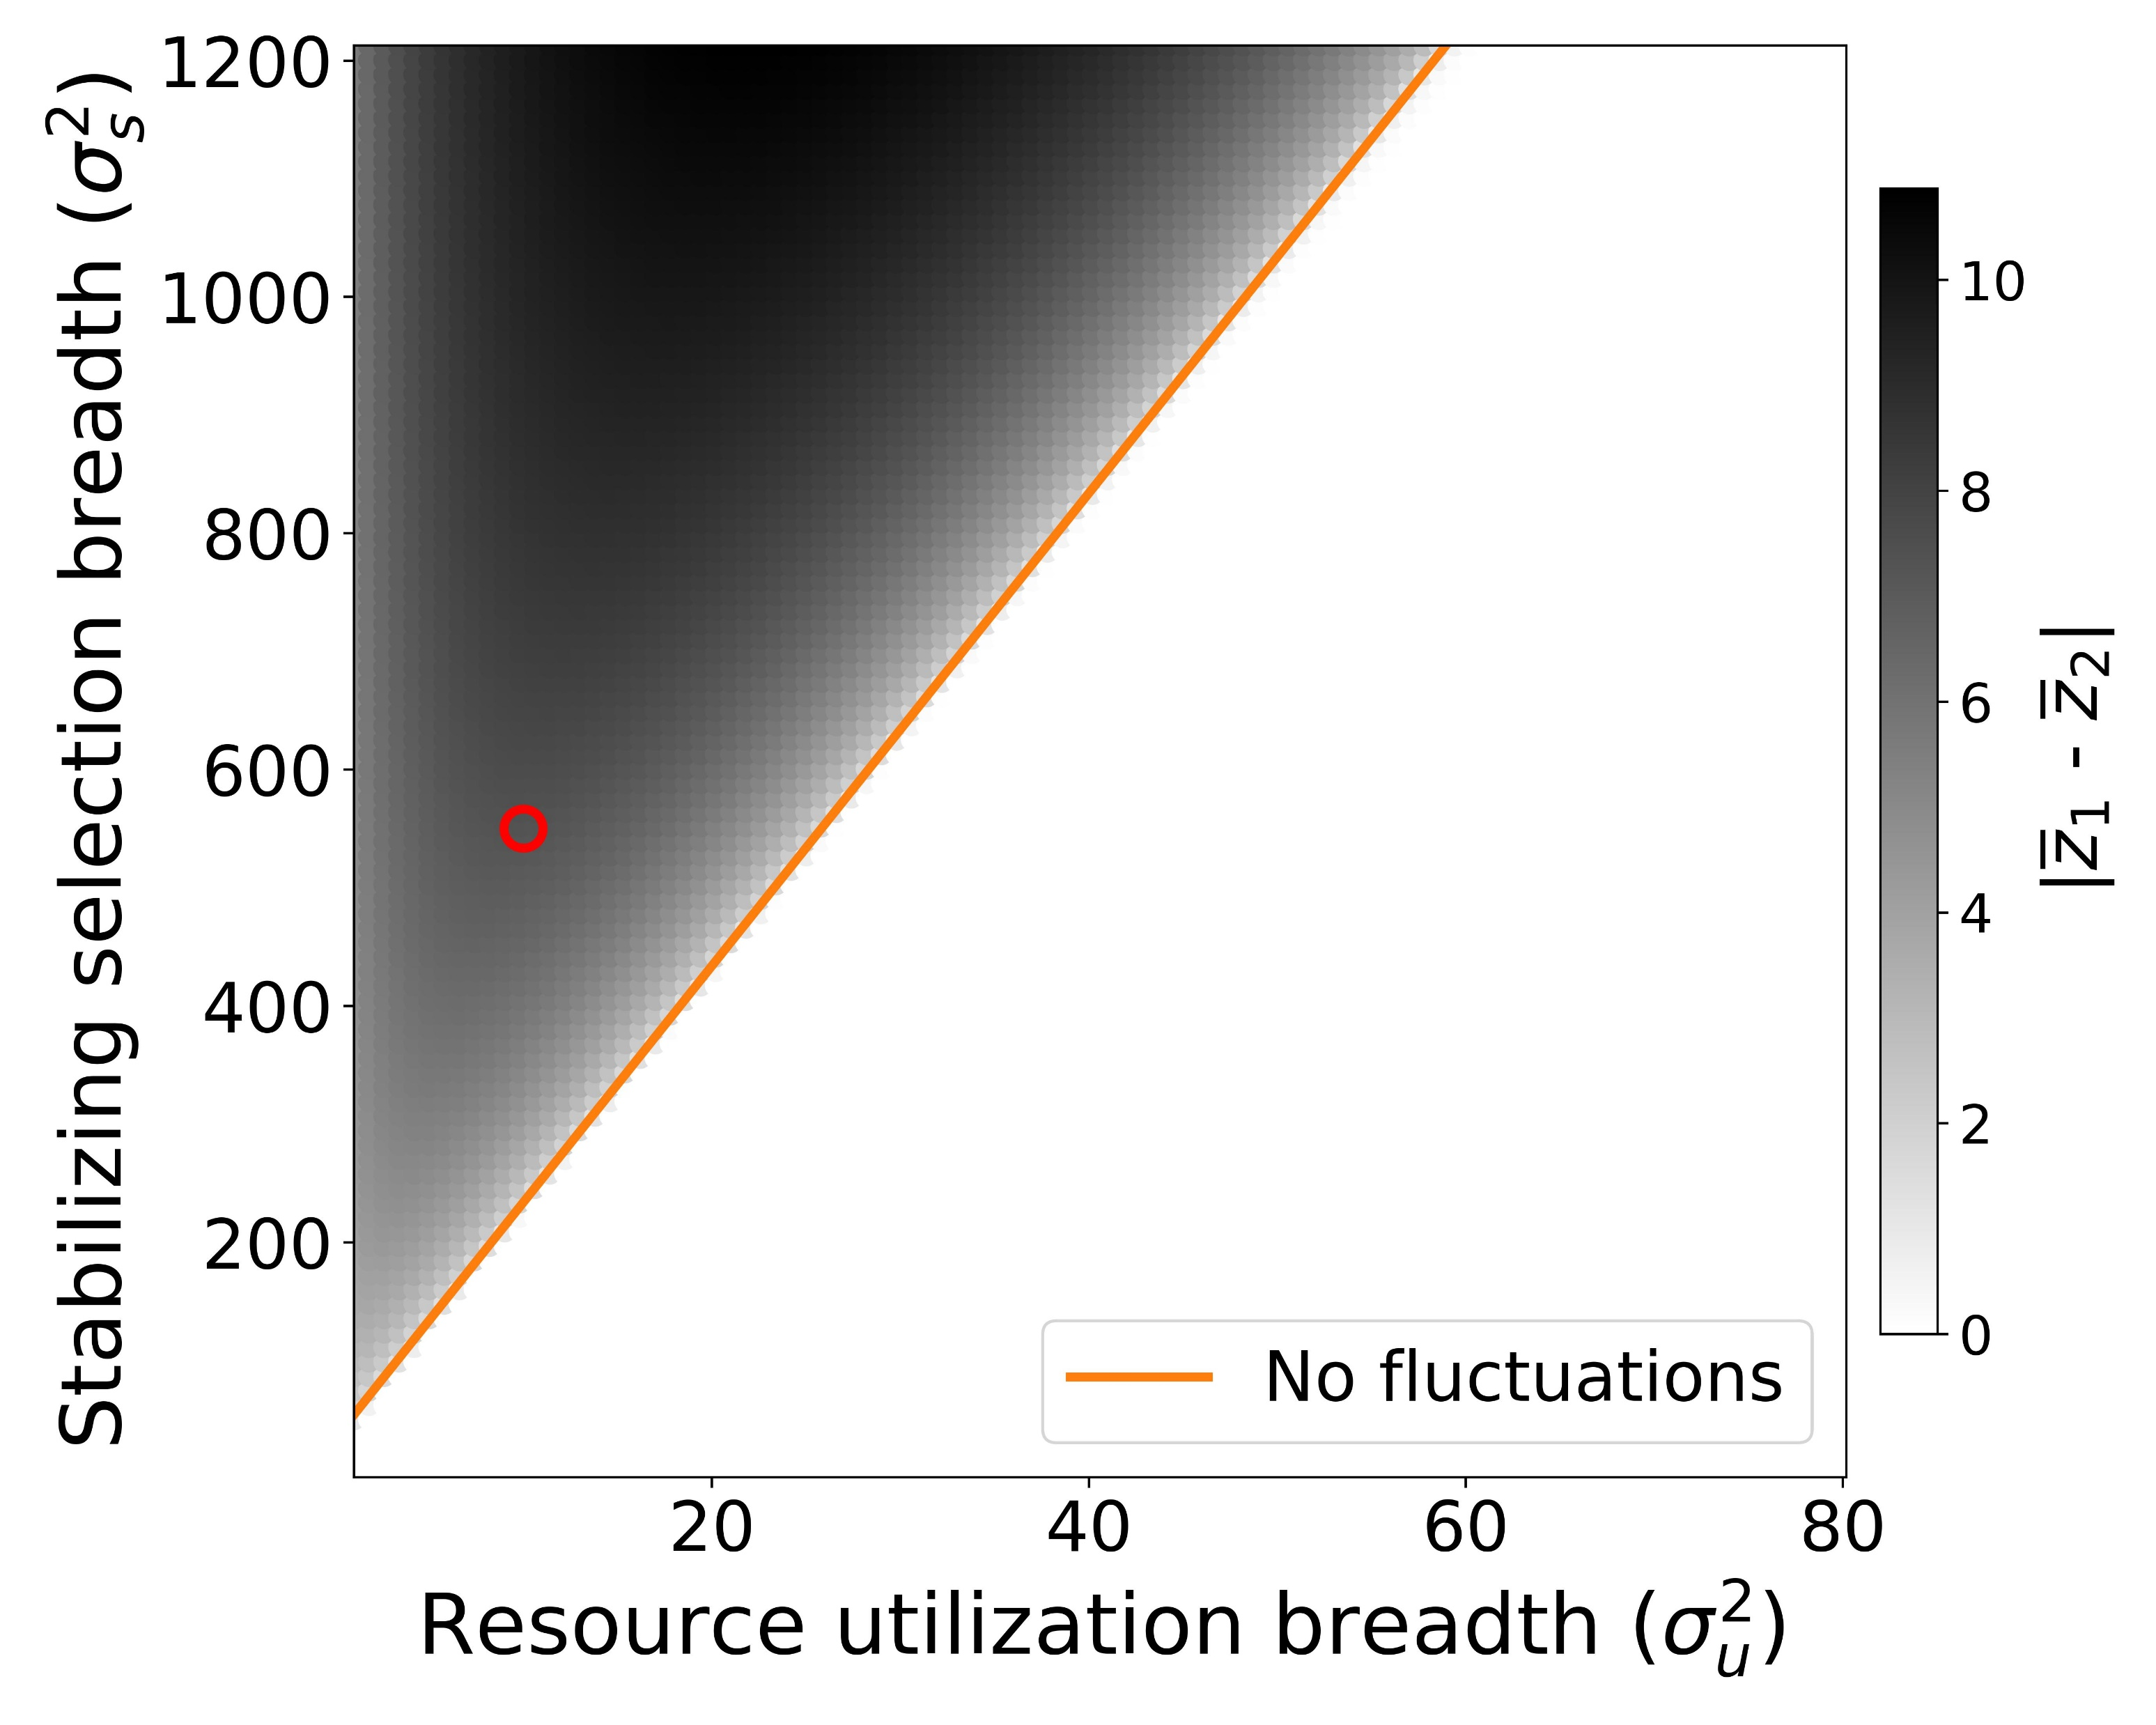 Stabilizing selection breadth (σ_s^2)
1200
1000
800
600
400
200
20 40 60 80
Resource utilization breadth (σ_u^2)
No fluctuations
10
8
6
4
2
0
|z̅_1 - z̅_2|